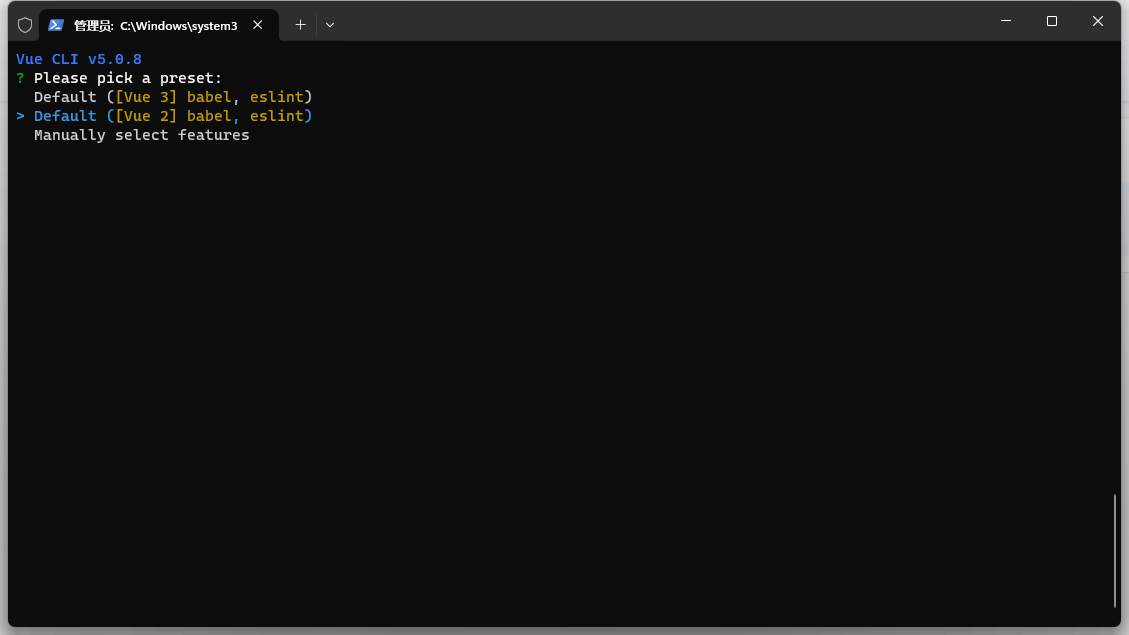 管理员: C:\Windows\system3
Vue CLI v5.0.8
? Please pick a preset:
Default ([Vue 3] babel, eslint)
> Default ([Vue 2] babel, eslint)
Manually select features